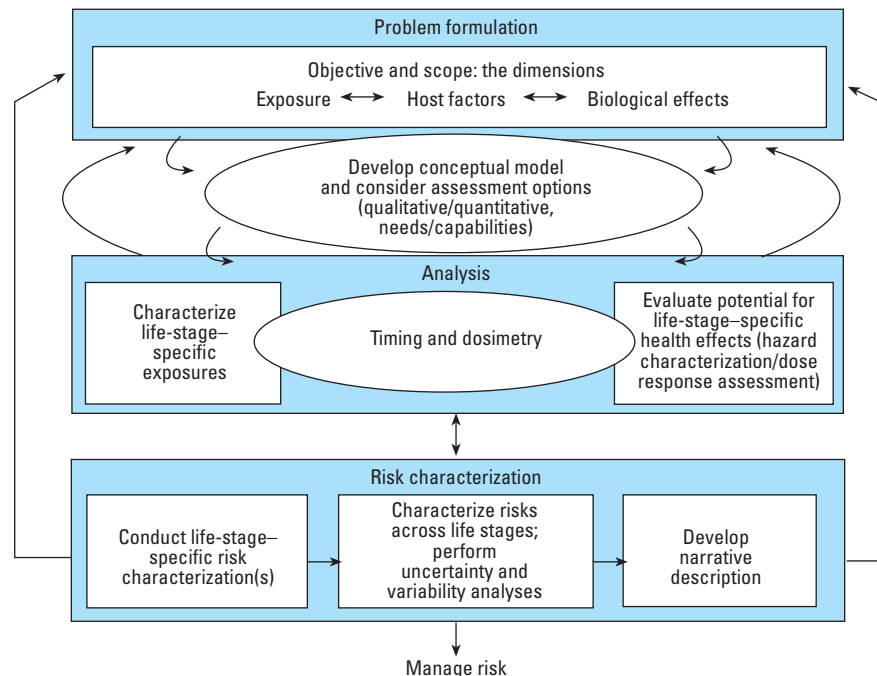 Problem formulation
Objective and scope: the dimensions
Exposure Host factors Biological effects
Develop conceptual model
and consider assessment options
(qualitative/quantitative,
needs/capabilities)
Analysis
Characterize
life-stage–
specific
exposures
Timing and dosimetry
Evaluate potential for
life-stage–specific
health effects (hazard
characterization/dose
response assessment)
Risk characterization
Conduct life-stage–
specific risk
characterization(s)
Characterize risks
across life stages;
perform
uncertainty and
variability analyses
Develop
narrative
description
Manage risk